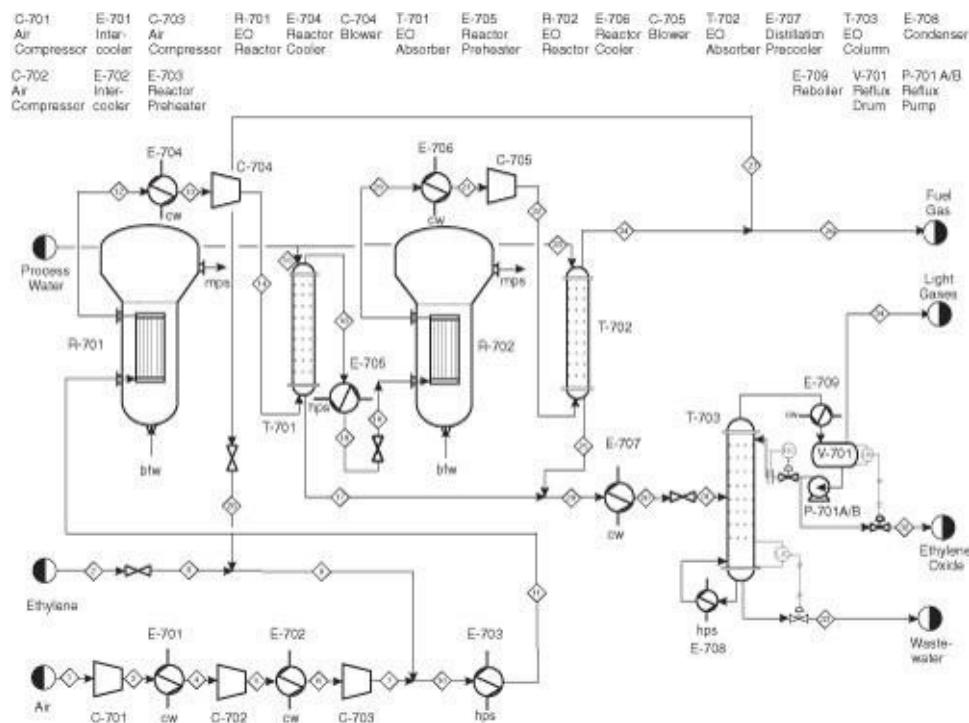 C-701 E-701 C-703 R-701 E-704 C-704 T-701 E-705 R-702 E-706 C-705 T-702 E-707 T-703 E-708
Air Inter- Air EO Reactor Blower EO Reactor EO Reactor Blower EO Distillation EO Condenser
Compressor cooler Compressor Reactor Cooler Absorber Preheater Reactor Cooler Absorber Precooler Column
C-702 E-702 E-703 E-709 V-701 P-701 A/B
Air Inter- Reactor Reboiler Reflux Reflux
Compressor cooler Preheater Drum Pump
E-704
C-704
E-706
C-705
cw
cw
Fuel
Gas
Process
Water
mps
mps
Light
Gases
R-701
R-702
T-702
E-705
hps
T-701
E-709
cw
T-703
V-701
bfw
bfw
E-707
cw
P-701A/B
Ethylene
Oxide
Ethylene
hps
E-708
Waste-
water
E-701
E-702
E-703
Air
C-701
cw
C-702
cw
C-703
hps